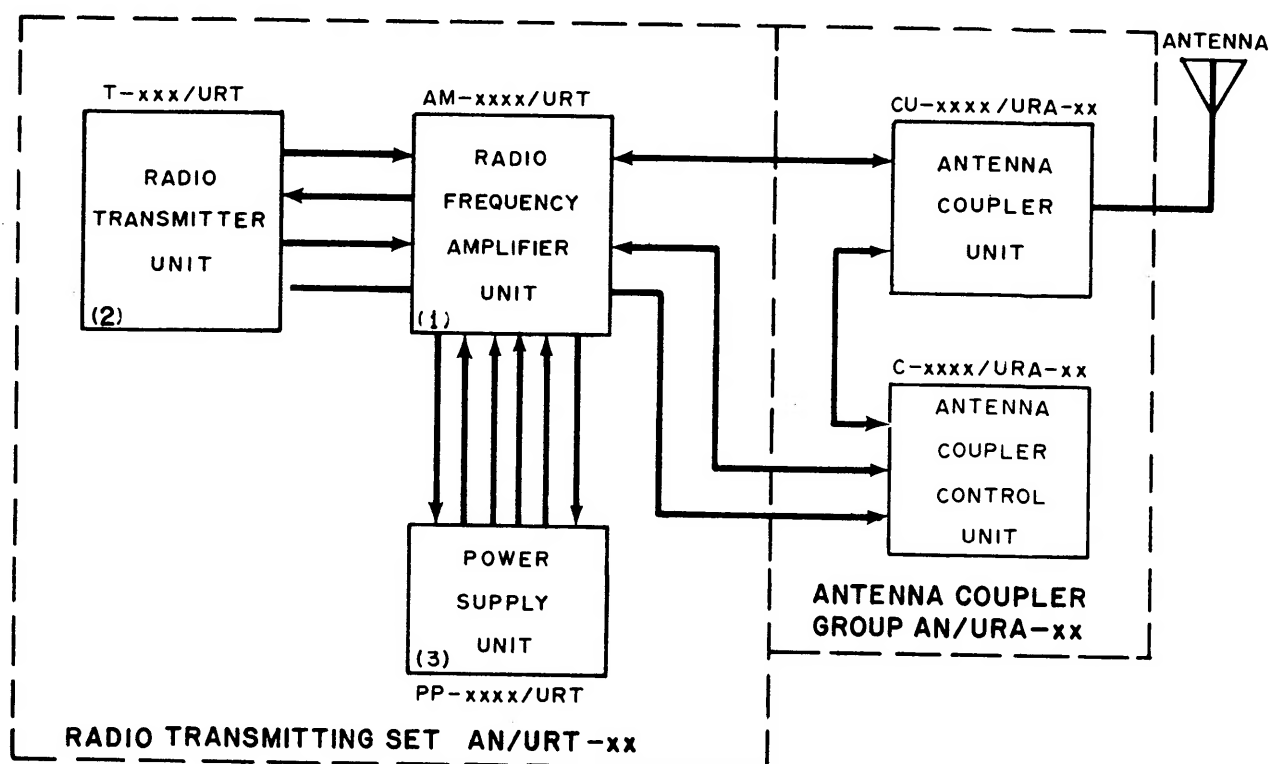 ANTENNA
T-xxx/URT
RADIO
TRANSMITTER
UNIT
(2)
AM-xxxx/URT
RADIO
FREQUENCY
AMPLIFIER
UNIT
(1)
CU-xxxx/URA-xx
ANTENNA
COUPLER
UNIT
C-xxxx/URA-xx
ANTENNA
COUPLER
CONTROL
UNIT
POWER
SUPPLY
UNIT
(3)
PP-xxxx/URT
ANTENNA COUPLER
GROUP AN/URA-xx
RADIO TRANSMITTING SET AN/URT-xx